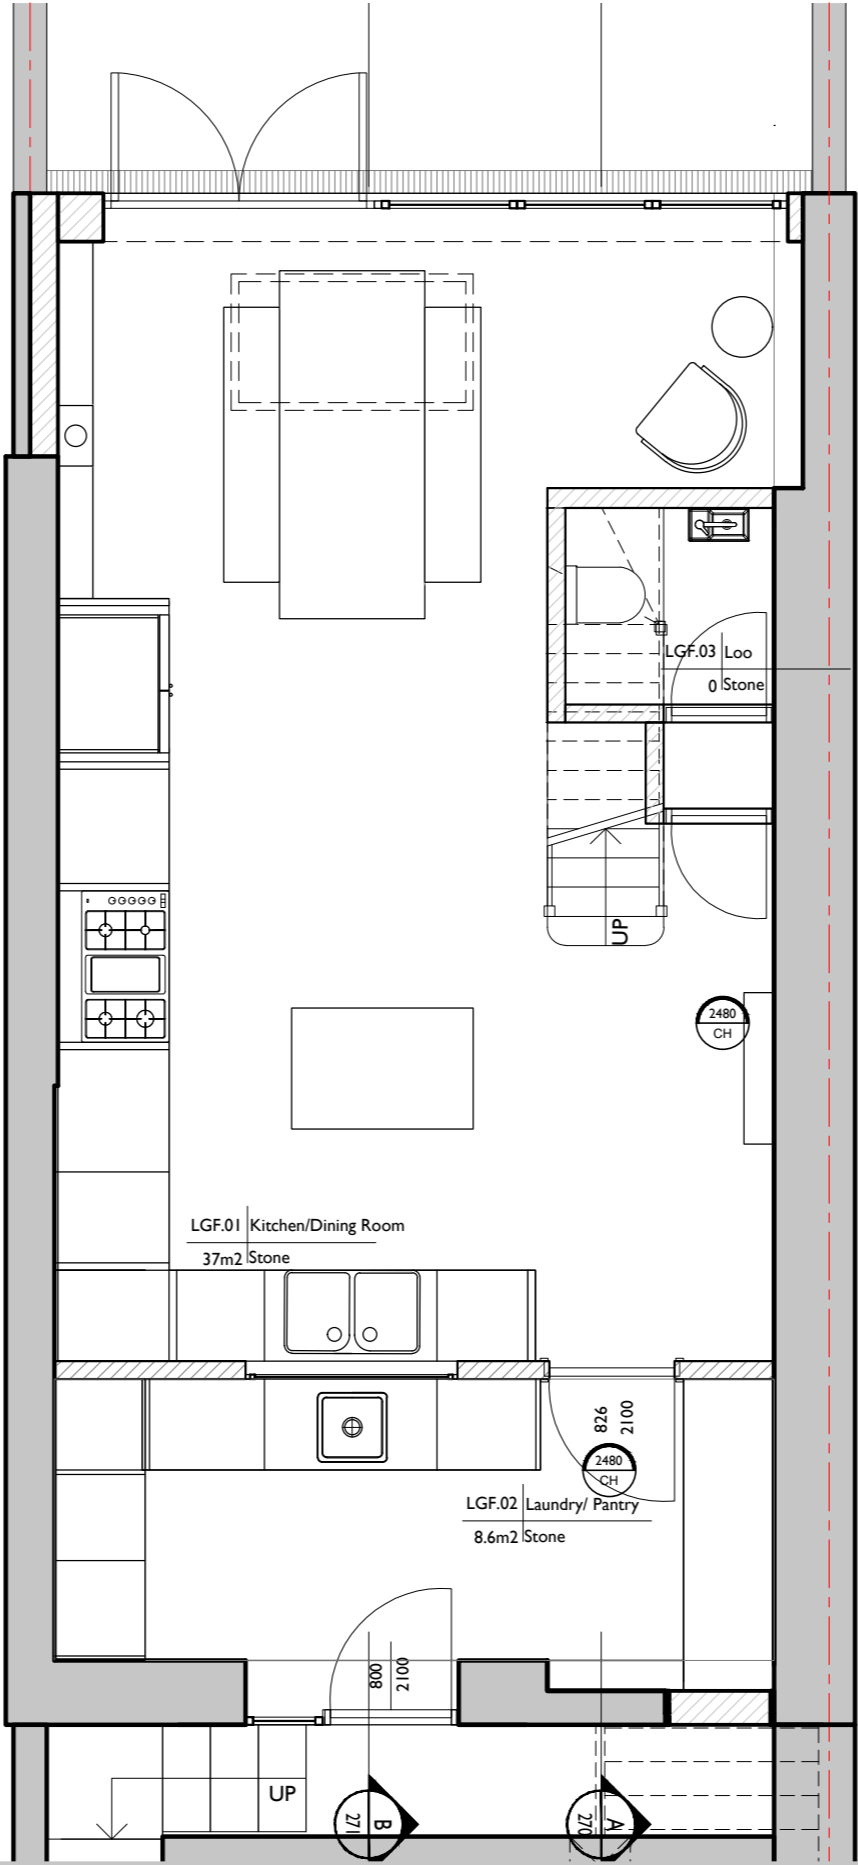 LGF.03 Loo
0 Stone
UP
2480
CH
LGF.01 Kitchen/Dining Room
37m2 Stone
826
2100
2480
CH
LGF.02 Laundry/ Pantry
8.6m2 Stone
800
2100
UP
B
271
A
270